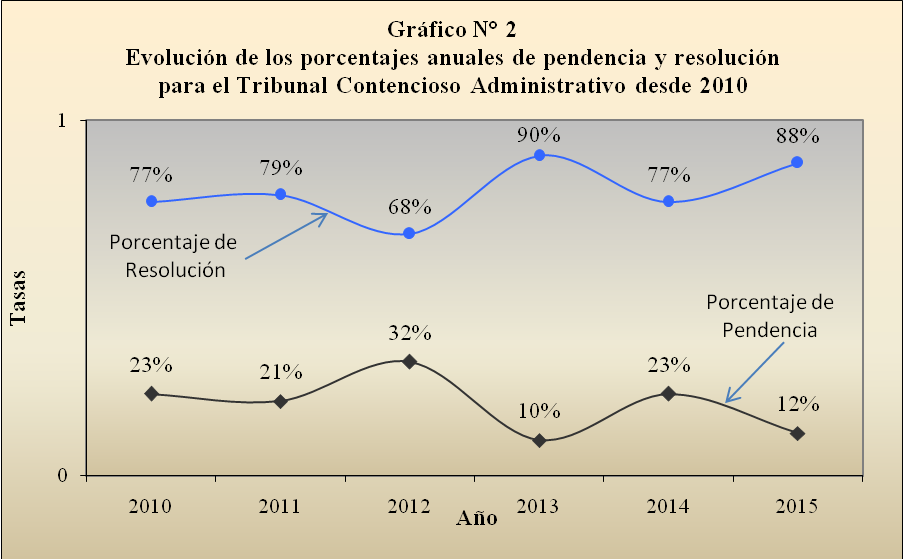 Gráfico N° 2
Evolución de los porcentajes anuales de pendencia y resolución
para el Tribunal Contencioso Administrativo desde 2010
1
90%
88%
77%
79%
77%
68%
Porcentaje de
Resolución
Tasas
Porcentaje de
Pendencia
32%
23%
21%
23%
10%
12%
0
2010
2011
2012
2013
2014
2015
Año